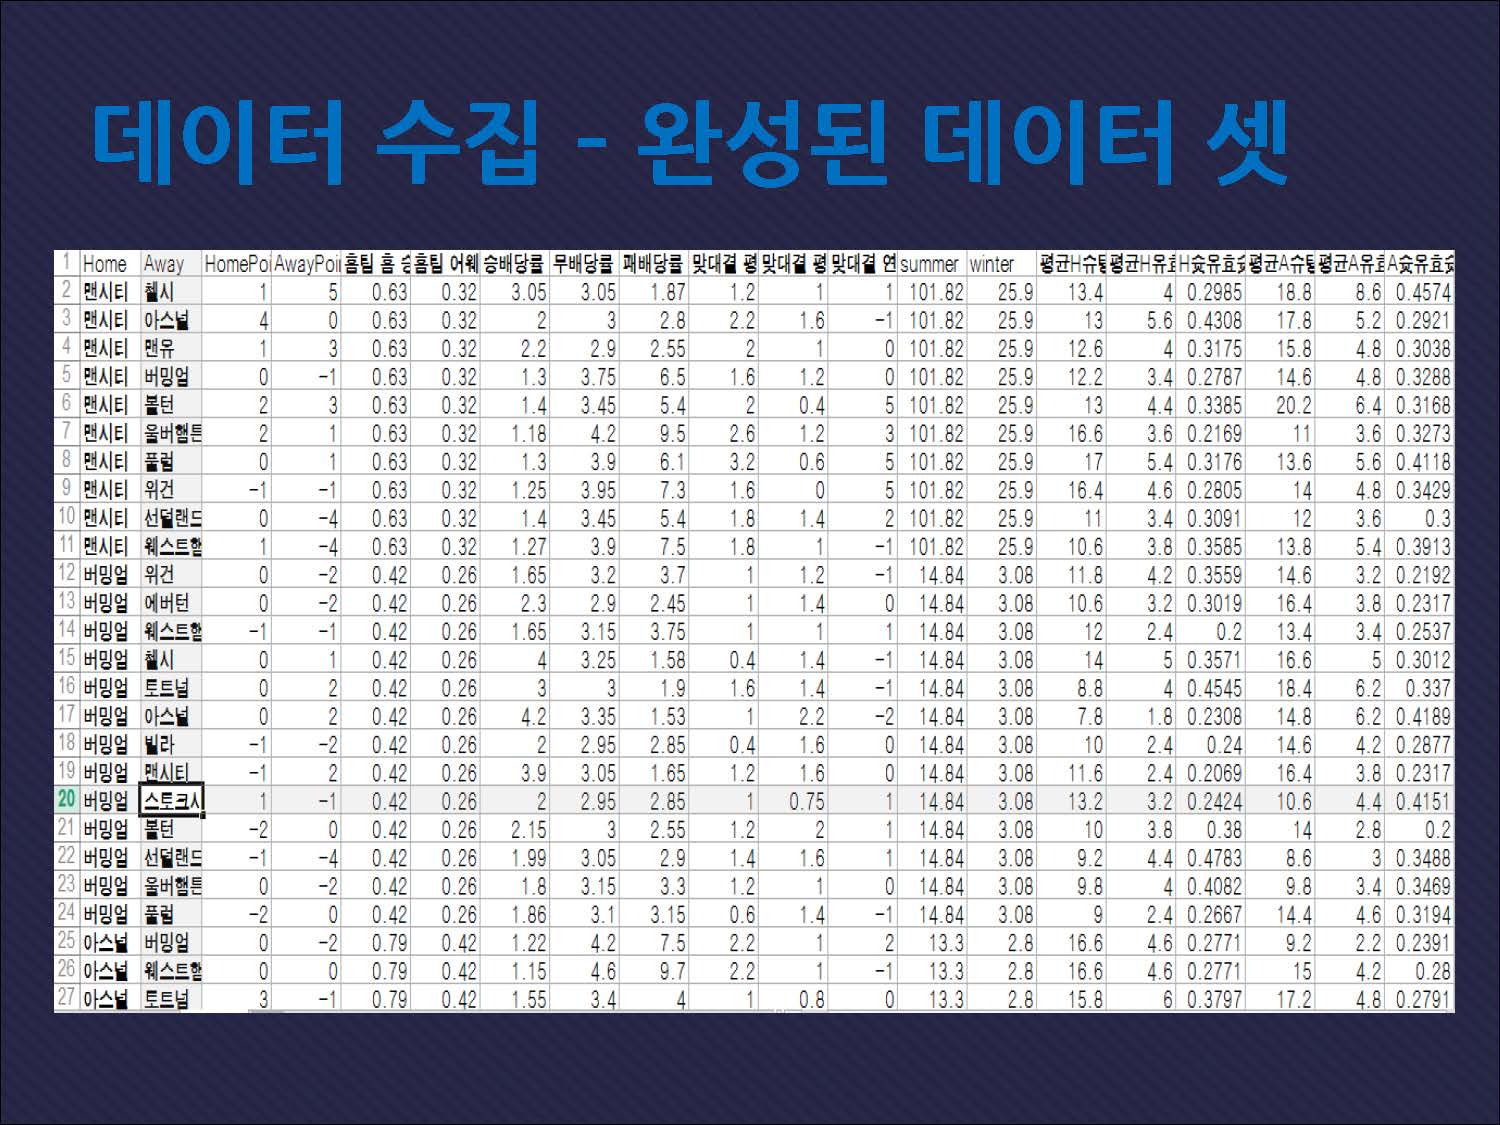 데이터 수집 - 완성된 데이터 셋
1 Home Away HomePoi AwayPoi 홈팀 홈 승 홈팀 어웨 승배당률 무배당률 패배당률 맞대결 평 맞대결 평 맞대결 연 summer winter 평균H슈팅 평균H유효 H슛유효슛 평균A슈팅 평균A유효 A슛유효슛
2 맨시티 첼시 1 5 0.63 0.32 3.05 3.05 1.87 1.2 1 1 101.82 25.9 13.4 4 0.2985 18.8 8.6 0.4574
3 맨시티 아스널 4 0 0.63 0.32 2 3 2.8 2.2 1.6 -1 101.82 25.9 13 5.6 0.4308 17.8 5.2 0.2921
4 맨시티 맨유 1 3 0.63 0.32 2.2 2.9 2.55 2 1 0 101.82 25.9 12.6 4 0.3175 15.8 4.8 0.3038
5 맨시티 버밍엄 0 -1 0.63 0.32 1.3 3.75 6.5 1.6 1.2 0 101.82 25.9 12.2 3.4 0.2787 14.6 4.8 0.3288
6 맨시티 볼턴 2 3 0.63 0.32 1.4 3.45 5.4 2 0.4 5 101.82 25.9 13 4.4 0.3385 20.2 6.4 0.3168
7 맨시티 울버햄튼 2 1 0.63 0.32 1.18 4.2 9.5 2.6 1.2 3 101.82 25.9 16.6 3.6 0.2169 11 3.6 0.3273
8 맨시티 풀럼 0 1 0.63 0.32 1.3 3.9 6.1 3.2 0.6 5 101.82 25.9 17 5.4 0.3176 13.6 5.6 0.4118
9 맨시티 위건 -1 -1 0.63 0.32 1.25 3.95 7.3 1.6 0 5 101.82 25.9 16.4 4.6 0.2805 14 4.8 0.3429
10 맨시티 선덜랜드 0 -4 0.63 0.32 1.4 3.45 5.4 1.8 1.4 2 101.82 25.9 11 3.4 0.3091 12 3.6 0.3
11 맨시티 웨스트햄 1 -4 0.63 0.32 1.27 3.9 7.5 1.8 1 -1 101.82 25.9 10.6 3.8 0.3585 13.8 5.4 0.3913
12 버밍엄 위건 0 -2 0.42 0.26 1.65 3.2 3.7 1 1.2 -1 14.84 3.08 11.8 4.2 0.3559 14.6 3.2 0.2192
13 버밍엄 에버턴 0 -2 0.42 0.26 2.3 2.9 2.45 1 1.4 0 14.84 3.08 10.6 3.2 0.3019 16.4 3.8 0.2317
14 버밍엄 웨스트햄 -1 -1 0.42 0.26 1.65 3.15 3.75 1 1 1 14.84 3.08 12 2.4 0.2 13.4 3.4 0.2537
15 버밍엄 첼시 0 1 0.42 0.26 4 3.25 1.58 0.4 1.4 -1 14.84 3.08 14 5 0.3571 16.6 5 0.3012
16 버밍엄 토트넘 0 2 0.42 0.26 3 3 1.9 1.6 1.4 -1 14.84 3.08 8.8 4 0.4545 18.4 6.2 0.337
17 버밍엄 아스널 0 2 0.42 0.26 4.2 3.35 1.53 1 2.2 -2 14.84 3.08 7.8 1.8 0.2308 14.8 6.2 0.4189
18 버밍엄 빌라 -1 -2 0.42 0.26 2 2.95 2.85 0.4 1.6 0 14.84 3.08 10 2.4 0.24 14.6 4.2 0.2877
19 버밍엄 맨시티 -1 2 0.42 0.26 3.9 3.05 1.65 1.2 1.6 0 14.84 3.08 11.6 2.4 0.2069 16.4 3.8 0.2317
20 버밍엄 스토크시 1 -1 0.42 0.26 2 2.95 2.85 1 0.75 1 14.84 3.08 13.2 3.2 0.2424 10.6 4.4 0.4151
21 버밍엄 볼턴 -2 0 0.42 0.26 2.15 3 2.55 1.2 2 1 14.84 3.08 10 3.8 0.38 14 2.8 0.2
22 버밍엄 선덜랜드 -1 -4 0.42 0.26 1.99 3.05 2.9 1.4 1.6 1 14.84 3.08 9.2 4.4 0.4783 8.6 3 0.3488
23 버밍엄 울버햄튼 0 -2 0.42 0.26 1.8 3.15 3.3 1.2 1 0 14.84 3.08 9.8 4 0.4082 9.8 3.4 0.3469
24 버밍엄 풀럼 -2 0 0.42 0.26 1.86 3.1 3.15 0.6 1.4 -1 14.84 3.08 9 2.4 0.2667 14.4 4.6 0.3194
25 아스널 버밍엄 0 -2 0.79 0.42 1.22 4.2 7.5 2.2 1 2 13.3 2.8 16.6 4.6 0.2771 9.2 2.2 0.2391
26 아스널 웨스트햄 0 0 0.79 0.42 1.15 4.6 9.7 2.2 1 -1 13.3 2.8 16.6 4.6 0.2771 15 4.2 0.28
27 아스널 토트넘 3 -1 0.79 0.42 1.55 3.4 4 1 0.8 0 13.3 2.8 15.8 6 0.3797 17.2 4.8 0.2791